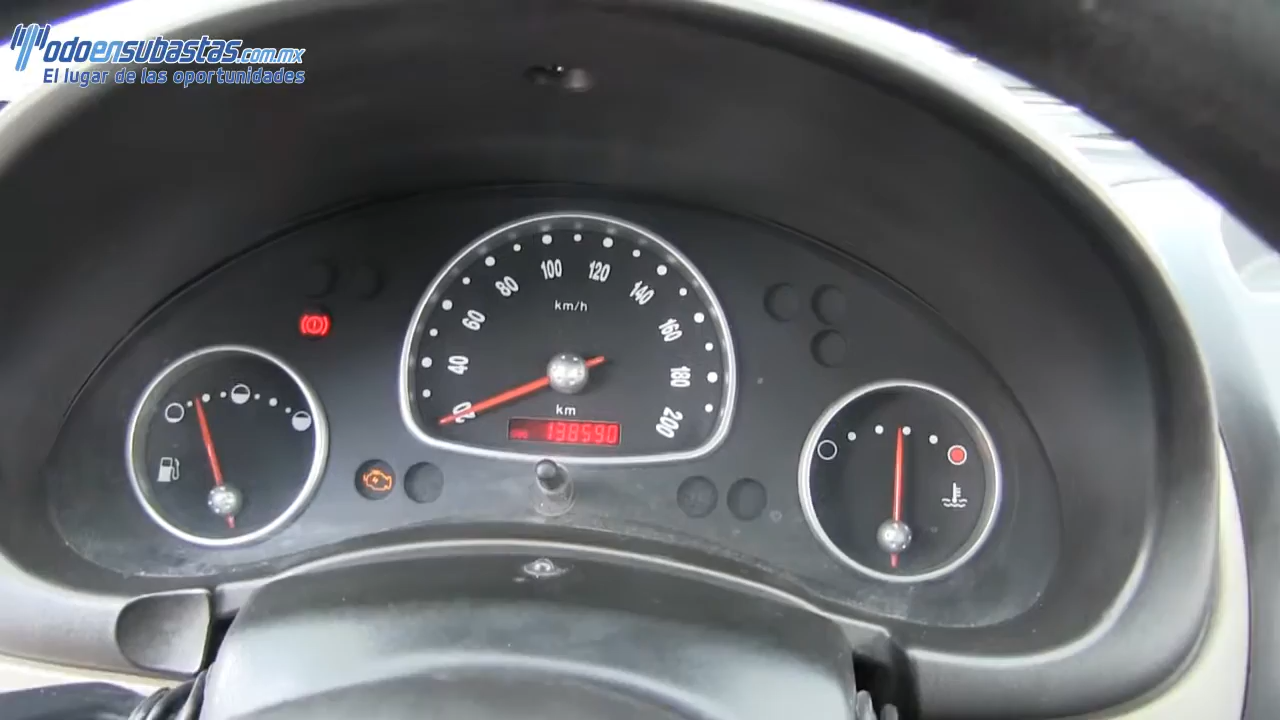 Todoensubastas.com.mx
El lugar de las oportunidades
100 120
80 140
km/h
60 160
40 180
km
20 200
138590